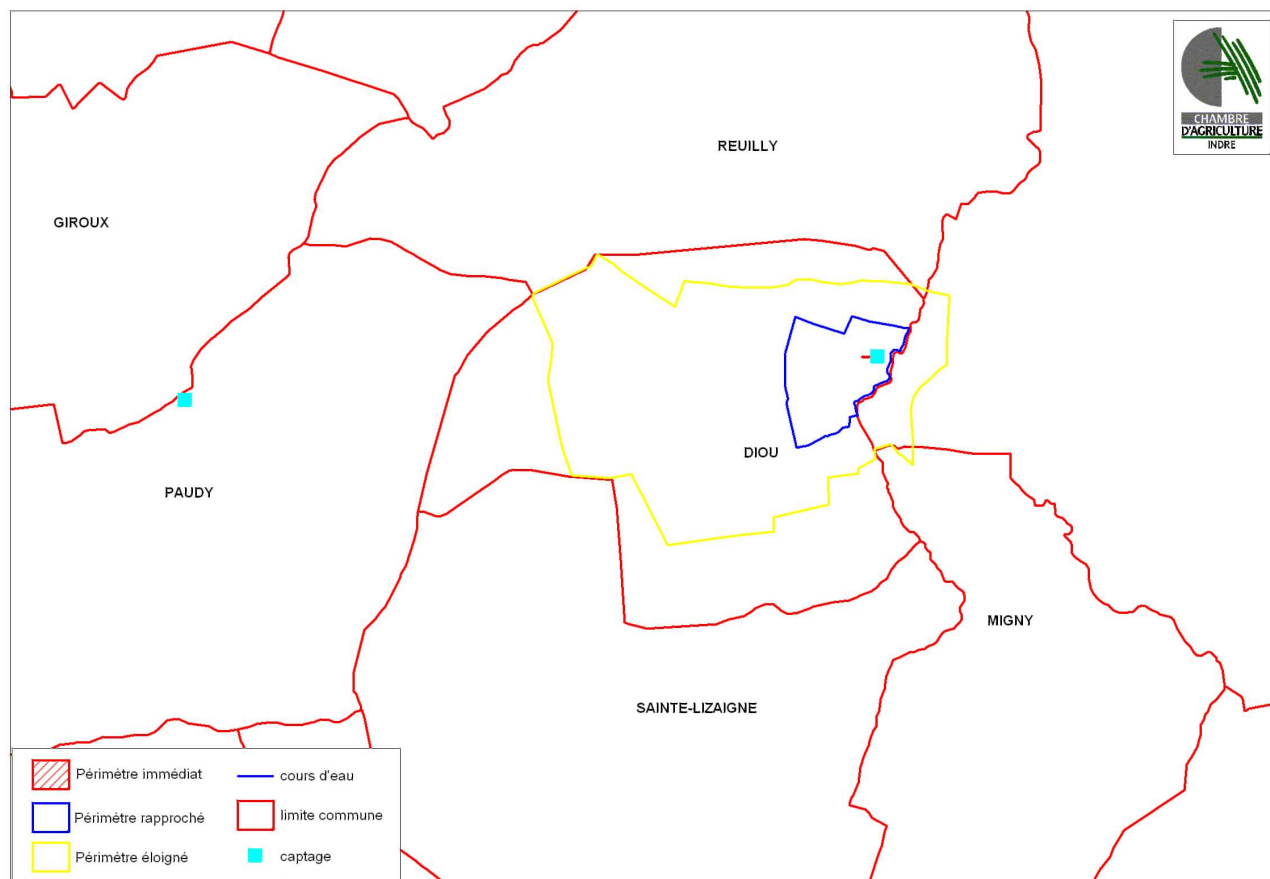 CHAMBRE
D'AGRICULTURE
INDRE
REUILLY
GIROUX
DIOU
PAUDY
MIGNY
SAINTE-LIZAIGNE
Périmètre immédiat
cours d'eau
Périmètre rapproché
limite commune
Périmètre éloigné
captage